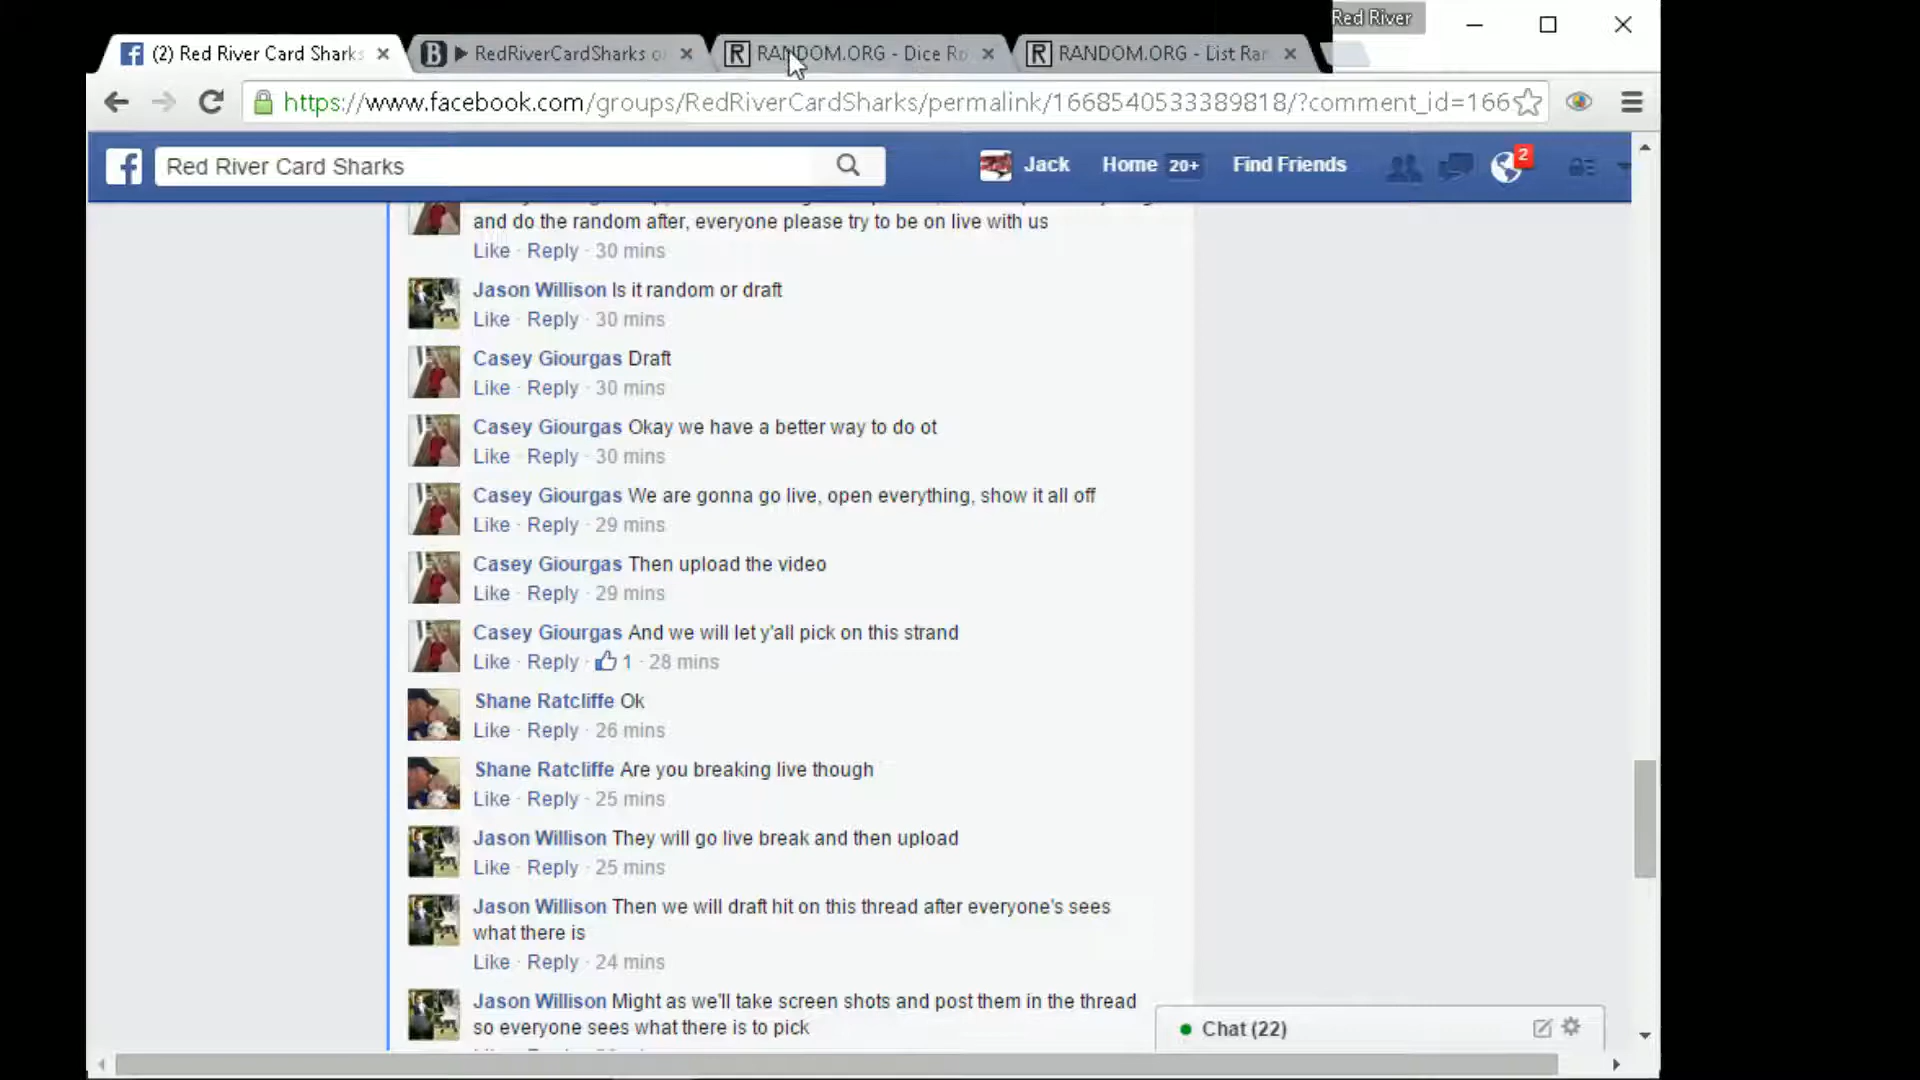 Red River
(2) Red River Card Sharks
RedRiverCardSharks o
RANDOM.ORG - Dice Ro
RANDOM.ORG - List Ran
https://www.facebook.com/groups/RedRiverCardSharks/permalink/1668540533389818/?comment_id=166
Red River Card Sharks
Jack
Home 20+
Find Friends
2
and do the random after, everyone please try to be on live with us
Like · Reply · 30 mins
Jason Willison Is it random or draft
Like · Reply · 30 mins
Casey Giourgas Draft
Like · Reply · 30 mins
Casey Giourgas Okay we have a better way to do ot
Like · Reply · 30 mins
Casey Giourgas We are gonna go live, open everything, show it all off
Like · Reply · 29 mins
Casey Giourgas Then upload the video
Like · Reply · 29 mins
Casey Giourgas And we will let y'all pick on this strand
Like · Reply · 1 · 28 mins
Shane Ratcliffe Ok
Like · Reply · 26 mins
Shane Ratcliffe Are you breaking live though
Like · Reply · 25 mins
Jason Willison They will go live break and then upload
Like · Reply · 25 mins
Jason Willison Then we will draft hit on this thread after everyone's sees
what there is
Like · Reply · 24 mins
Jason Willison Might as we'll take screen shots and post them in the thread
so everyone sees what there is to pick
Chat (22)